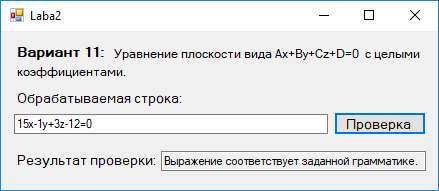 Laba2
Вариант 11: Уравнение плоскости вида Ax+By+Cz+D=0 с целыми
коэффициентами.
Обрабатываемая строка:
15x-1y+3z-12=0
Проверка
Результат проверки: Выражение соответствует заданной грамматике.